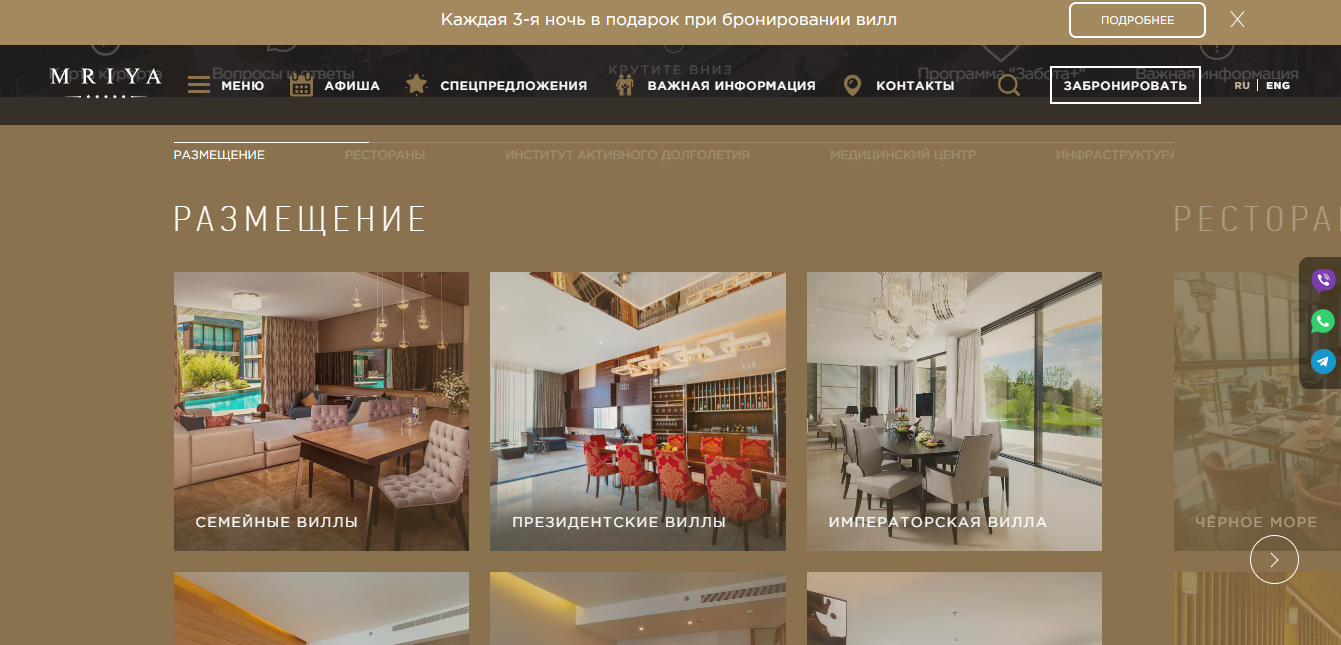 Каждая 3-я ночь в подарок при бронировании вилл
ПОДРОБНЕЕ
Карта курорта
Вопросы и ответы
КРУТИТЕ ВНИЗ
Программа "Забота+"
Важная информация
MRIYA
МЕНЮ
АФИША
СПЕЦПРЕДЛОЖЕНИЯ
ВАЖНАЯ ИНФОРМАЦИЯ
КОНТАКТЫ
ЗАБРОНИРОВАТЬ
RU | ENG
РАЗМЕЩЕНИЕ
РЕСТОРАНЫ
ИНСТИТУТ АКТИВНОГО ДОЛГОЛЕТИЯ
МЕДИЦИНСКИЙ ЦЕНТР
ИНФРАСТРУКТУРА
РАЗМЕЩЕНИЕ
РЕСТОРА
СЕМЕЙНЫЕ ВИЛЛЫ
ПРЕЗИДЕНТСКИЕ ВИЛЛЫ
ИМПЕРАТОРСКАЯ ВИЛЛА
ЧЁРНОЕ МОРЕ